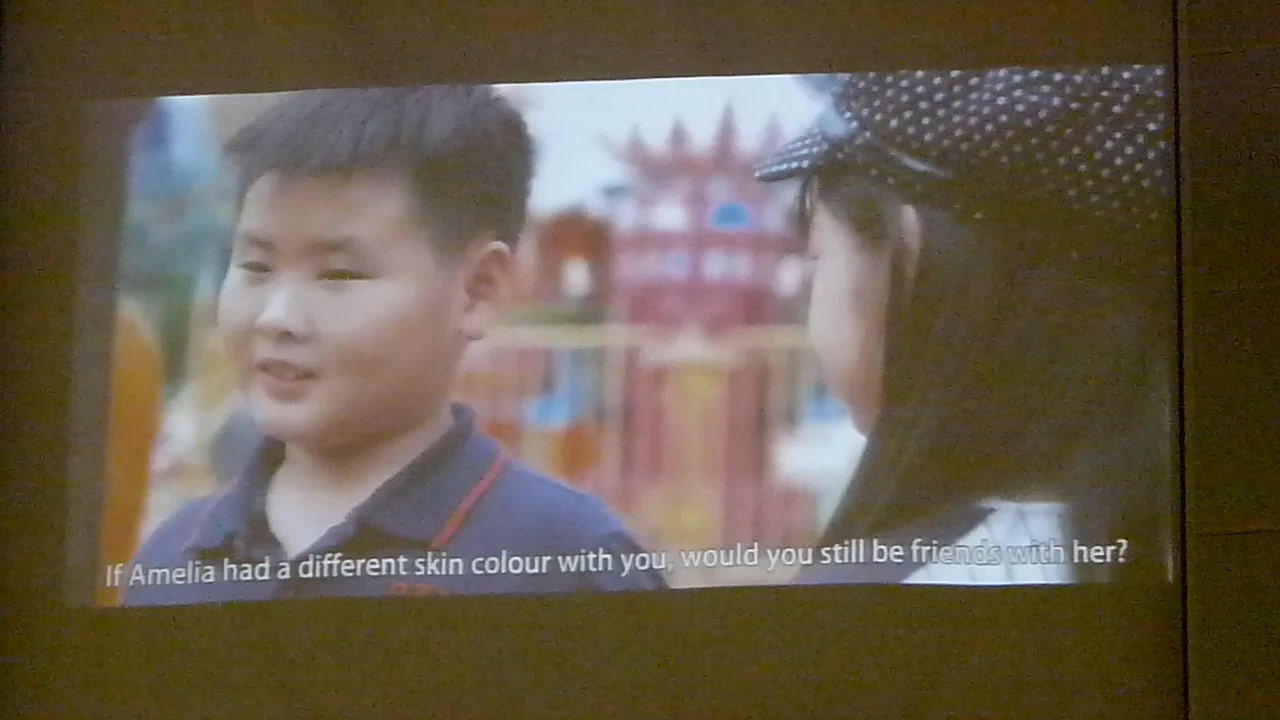 If Amelia had a different skin colour with you, would you still be friends with her?